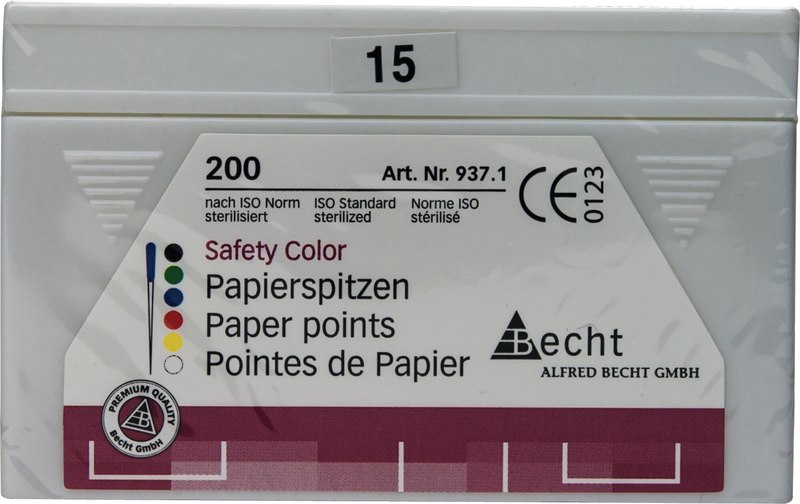 15
200 Art. Nr. 937.1
nach ISO Norm ISO Standard Norme ISO
sterilisiert sterilized stérilisé
CE 0123
Safety Color
Papierspitzen
Paper points
Pointes de Papier
Becht
ALFRED BECHT GMBH
PREMIUM QUALITY
B
Becht GmbH